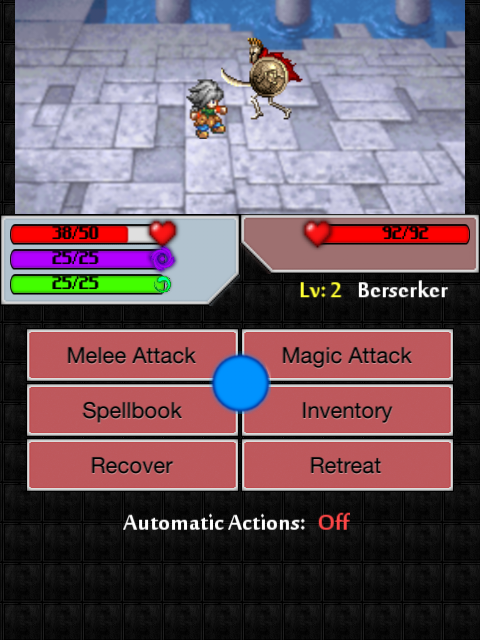 38/50
92/92
25/25
25/25
Lv: 2 Berserker
Melee Attack
Magic Attack
Spellbook
Inventory
Recover
Retreat
Automatic Actions: Off